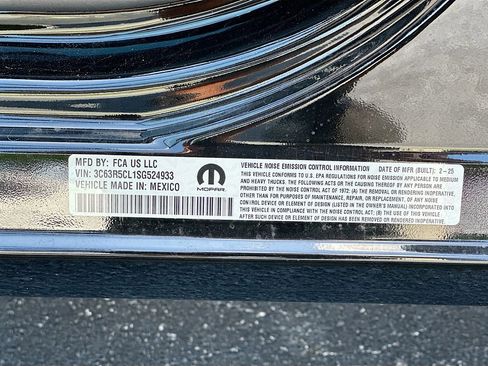 MFD BY: FCA US LLC
VIN: 3C63R5CL1SG524933
VEHICLE MADE IN: MEXICO
MOPAR
VEHICLE NOISE EMISSION CONTROL INFORMATION DATE OF MFR (BUILT): 2-25
THIS VEHICLE CONFORMS TO U.S. EPA REGULATIONS FOR NOISE EMISSION APPLICABLE TO MEDIUM
AND HEAVY TRUCKS. THE FOLLOWING ACTS OR THE CAUSING THEREOF BY ANY PERSON
ARE PROHIBITED BY THE NOISE CONTROL ACT OF 1972: (A) THE REMOVAL OR RENDERING INOPERATIVE,
OTHER THAN FOR PURPOSES OF MAINTENANCE, REPAIR, OR REPLACEMENT, OF ANY NOISE CONTROL
DEVICE OR ELEMENT OF DESIGN (LISTED IN THE OWNER'S MANUAL) INCORPORATED INTO
THIS VEHICLE IN COMPLIANCE WITH THE NOISE CONTROL ACT: (B) THE USE OF THIS VEHICLE
AFTER SUCH DEVICE OR ELEMENT OF DESIGN HAS BEEN REMOVED OR RENDERED INOPERATIVE.